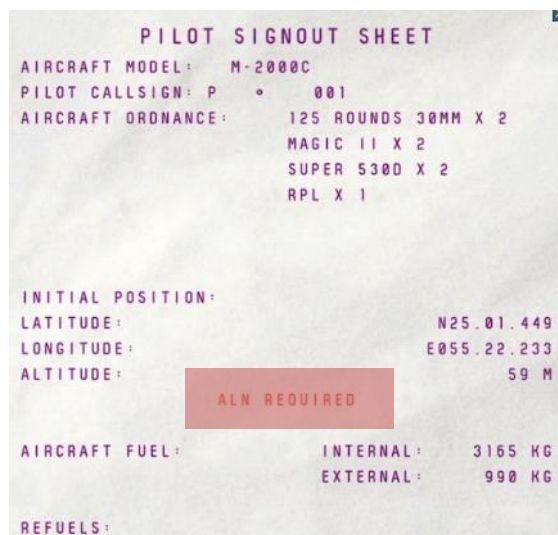 PILOT SIGNOUT SHEET
AIRCRAFT MODEL: M-2000C
PILOT CALLSIGN: P ° 001
AIRCRAFT ORDNANCE: 125 ROUNDS 30MM X 2
MAGIC II X 2
SUPER 530D X 2
RPL X 1
INITIAL POSITION:
LATITUDE: N25.01.449
LONGITUDE: E055.22.233
ALTITUDE: 59 M
ALN REQUIRED
AIRCRAFT FUEL: INTERNAL: 3165 KG
EXTERNAL: 990 KG
REFUELS: